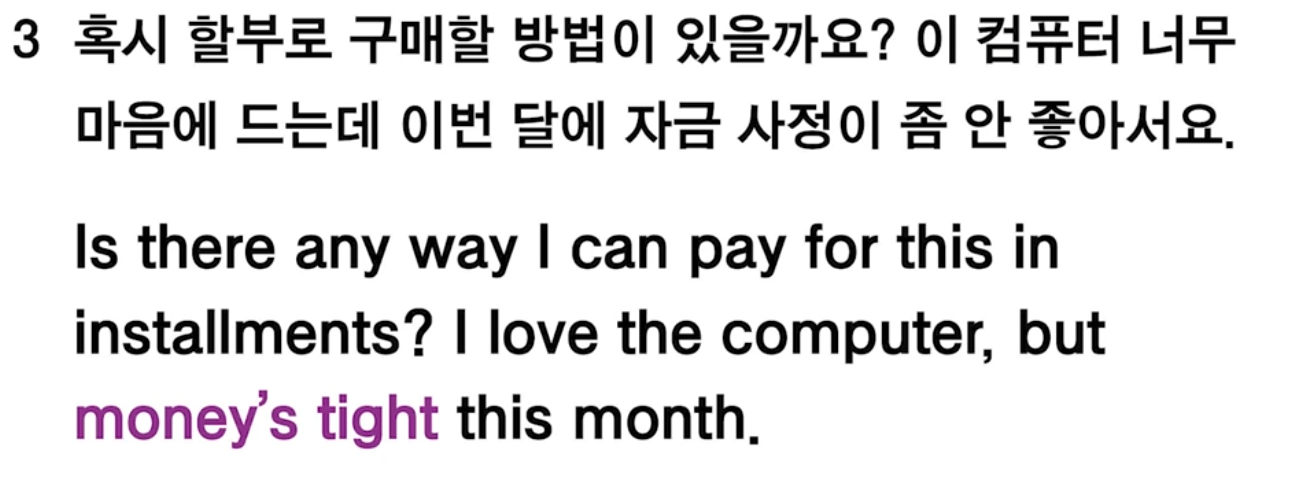 3 혹시 할부로 구매할 방법이 있을까요? 이 컴퓨터 너무
마음에 드는데 이번 달에 자금 사정이 좀 안 좋아서요.
Is there any way I can pay for this in
installments? I love the computer, but
money’s tight this month.